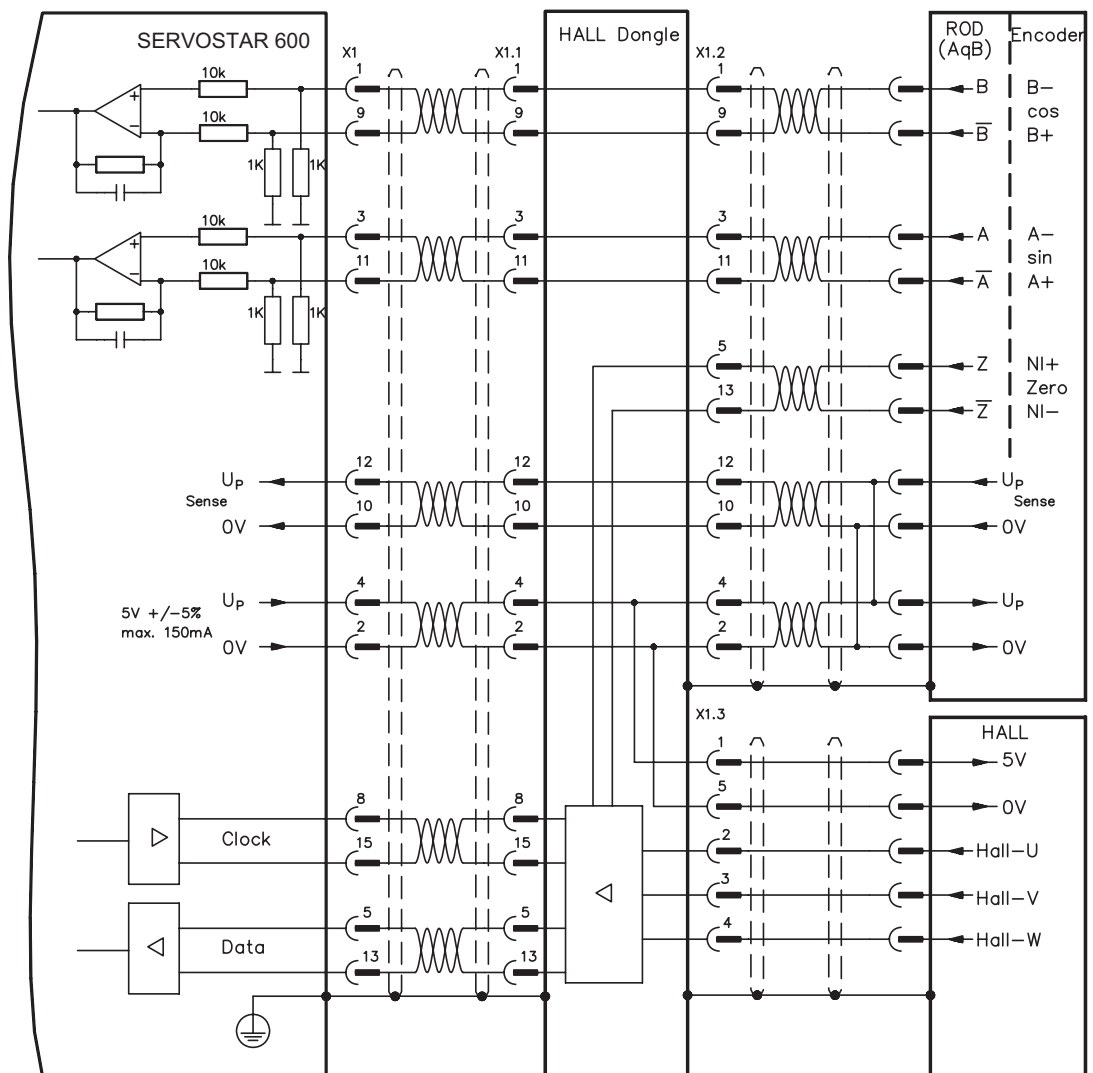 SERVOSTAR 600
HALL Dongle
ROD
(AqB)
Encoder
X1
X1.1
X1.2
10k
1
1
1
B
B-
cos
10k
9
9
9
B̅
B+
1K
1K
10k
3
3
3
A
A-
sin
10k
11
11
11
A̅
A+
1K
1K
5
Z
NI+
Zero
13
Z̅
NI-
UP
12
12
12
UP
Sense
Sense
0V
10
10
10
0V
5V +/-5%
max. 150mA
UP
4
4
4
UP
0V
2
2
2
0V
X1.3
HALL
1
5V
5
0V
Clock
8
8
2
Hall-U
15
15
3
Hall-V
Data
5
5
4
Hall-W
13
13